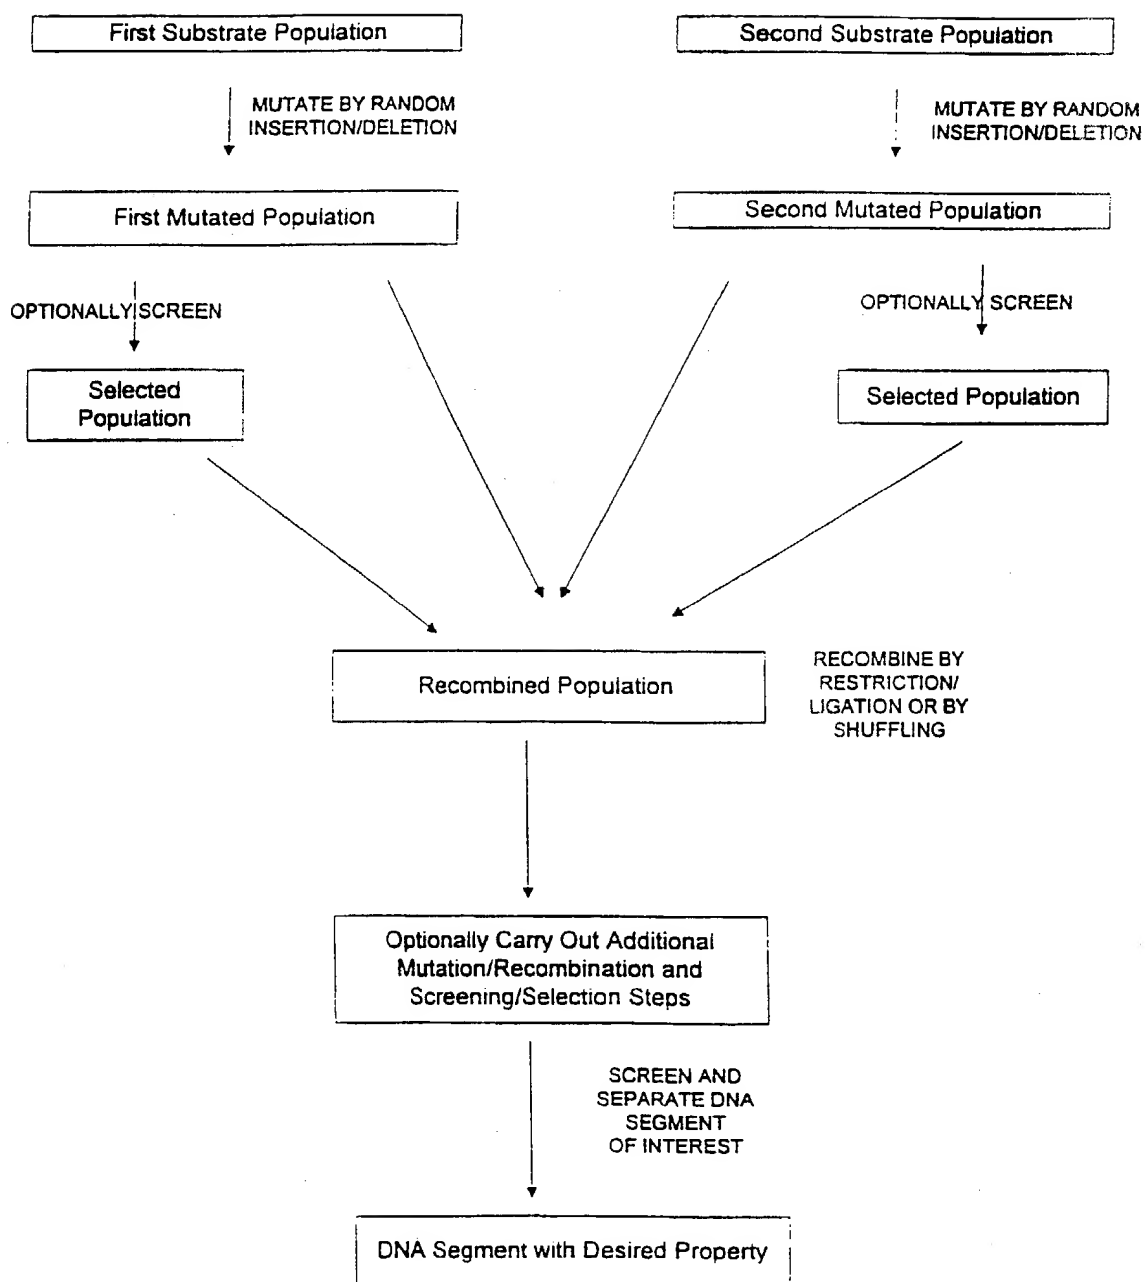 First Substrate Population
Second Substrate Population
MUTATE BY RANDOM
INSERTION/DELETION
MUTATE BY RANDOM
INSERTION/DELETION
First Mutated Population
Second Mutated Population
OPTIONALLY SCREEN
OPTIONALLY SCREEN
Selected
Population
Selected Population
Recombined Population
RECOMBINE BY
RESTRICTION/
LIGATION OR BY
SHUFFLING
Optionally Carry Out Additional
Mutation/Recombination and
Screening/Selection Steps
SCREEN AND
SEPARATE DNA
SEGMENT
OF INTEREST
DNA Segment with Desired Property